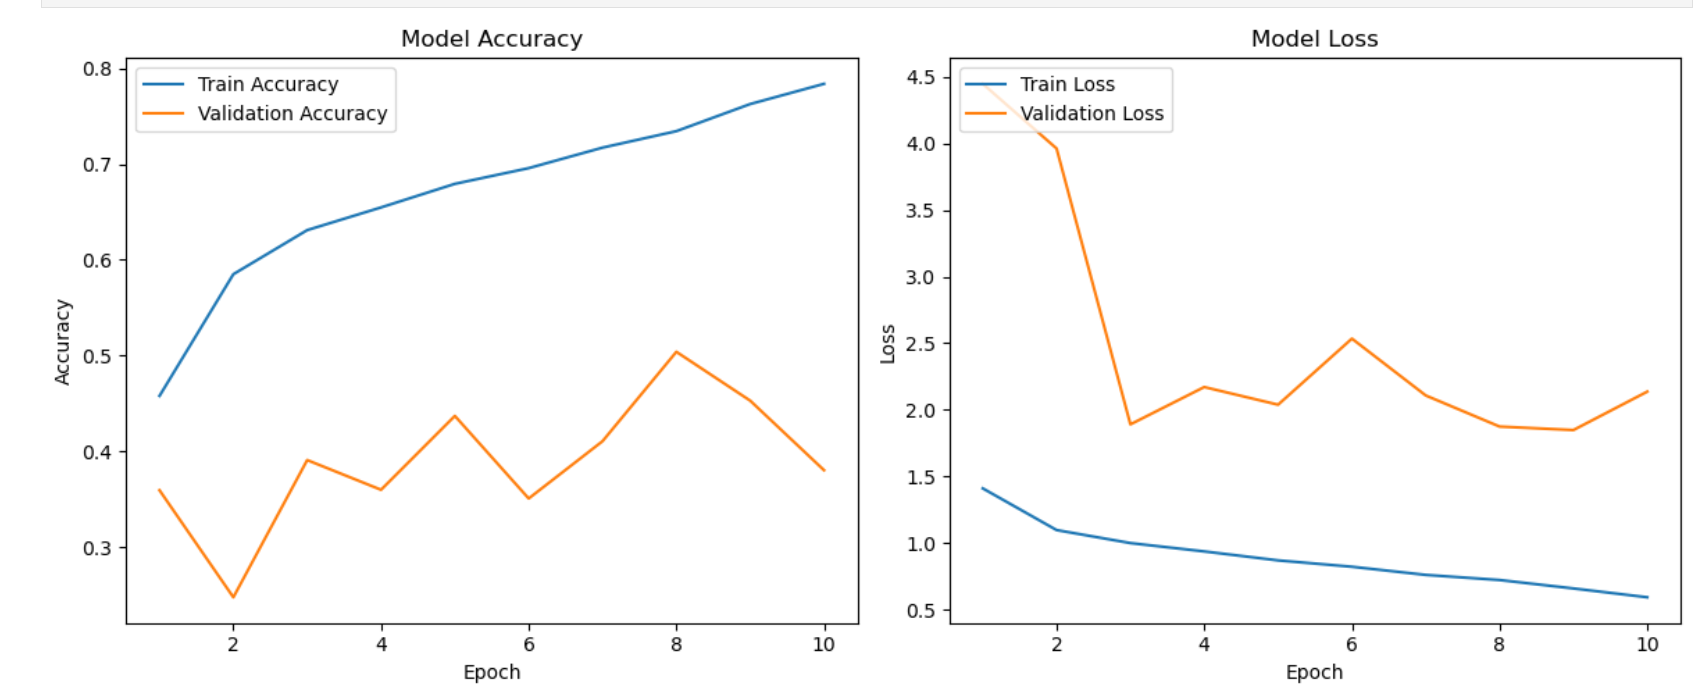 Model Accuracy
Train Accuracy
Validation Accuracy
0.8
0.7
0.6
0.5
0.4
0.3
Accuracy
2 4 6 8 10
Epoch
Model Loss
Train Loss
Validation Loss
4.5
4.0
3.5
3.0
2.5
2.0
1.5
1.0
0.5
Loss
2 4 6 8 10
Epoch